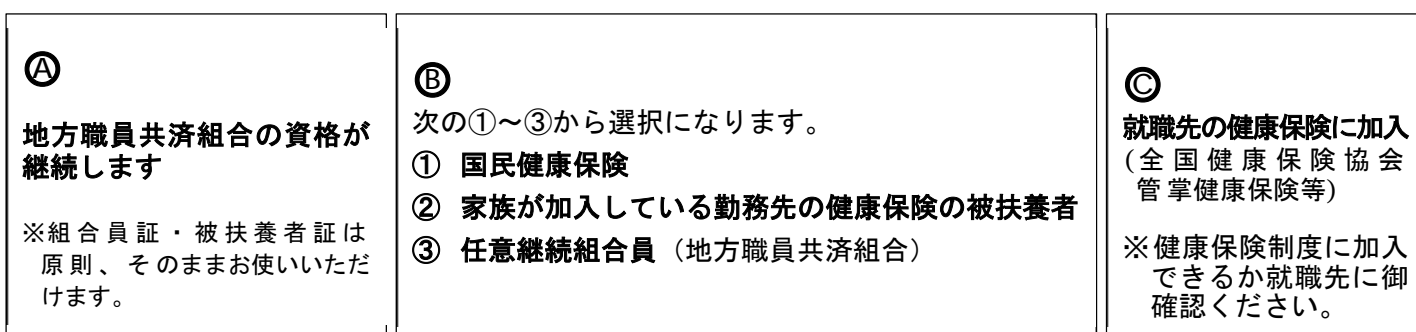 Ⓐ
地方職員共済組合の資格が
継続します
※組合員証・被扶養者証は
原則、そのままお使いいただ
けます。
Ⓑ
次の①～③から選択になります。
① 国民健康保険
② 家族が加入している勤務先の健康保険の被扶養者
③ 任意継続組合員（地方職員共済組合）
Ⓒ
就職先の健康保険に加入
(全国健康保険協会
管掌健康保険等)
※健康保険制度に加入
できるか就職先に御
確認ください。